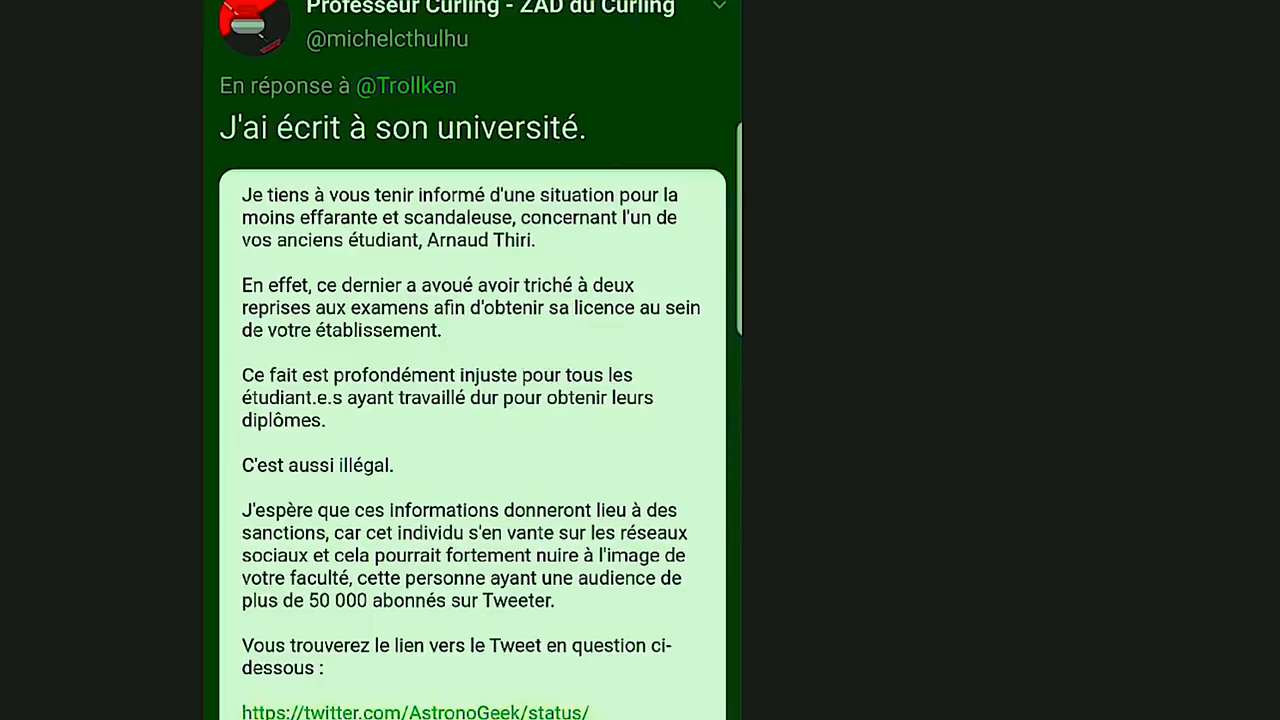 Professeur Curling - ZAD du Curling
@michelcthulhu
En réponse à @Trollken
J'ai écrit à son université.
Je tiens à vous tenir informé d'une situation pour la
moins effarante et scandaleuse, concernant l'un de
vos anciens étudiant, Arnaud Thiri.
En effet, ce dernier a avoué avoir triché à deux
reprises aux examens afin d'obtenir sa licence au sein
de votre établissement.
Ce fait est profondément injuste pour tous les
étudiant.e.s ayant travaillé dur pour obtenir leurs
diplômes.
C'est aussi illégal.
J'espère que ces informations donneront lieu à des
sanctions, car cet individu s'en vante sur les réseaux
sociaux et cela pourrait fortement nuire à l'image de
votre faculté, cette personne ayant une audience de
plus de 50 000 abonnés sur Tweeter.
Vous trouverez le lien vers le Tweet en question ci-
dessous :
https://twitter.com/AstronoGeek/status/